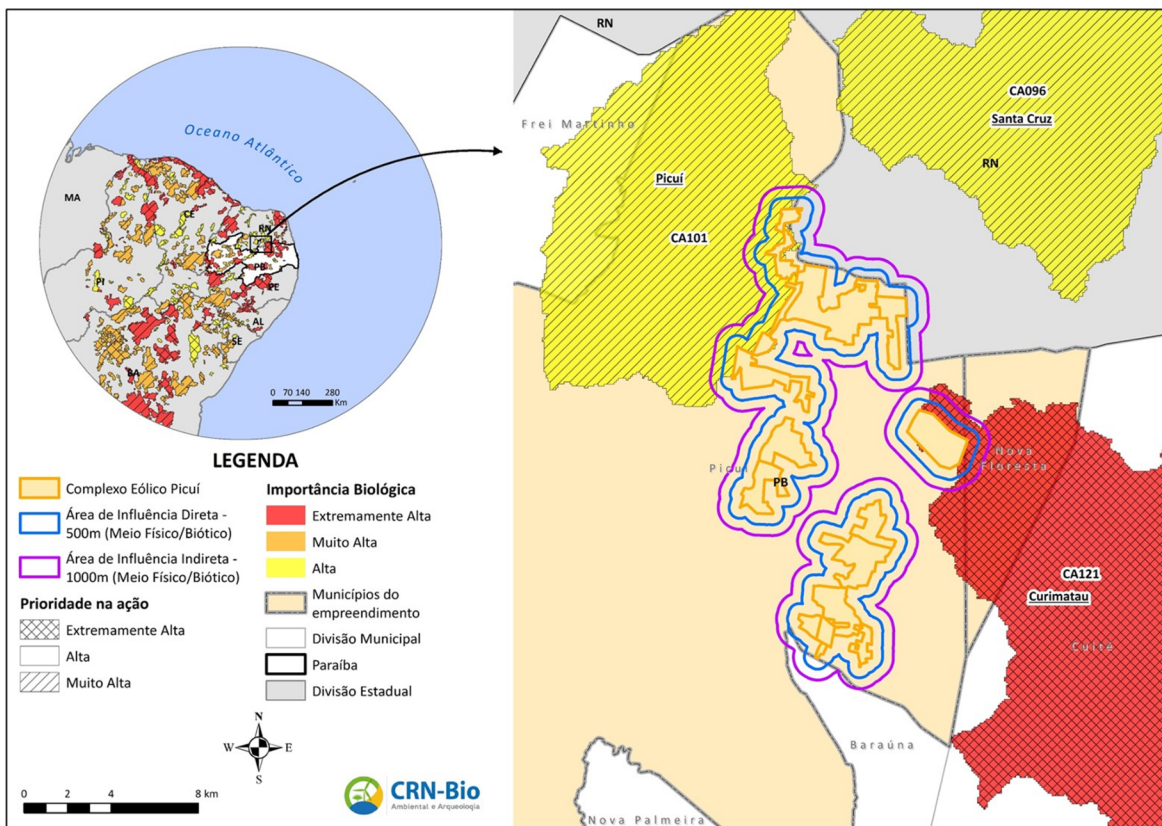 Oceano Atlântico
MA
CE
RN
PB
PI
PE
AL
SE
BA
0 70 140 280
Km
LEGENDA
Complexo Eólico Picuí
Área de Influência Direta -
500m (Meio Físico/Biótico)
Área de Influência Indireta -
1000m (Meio Físico/Biótico)
Prioridade na ação
Extremamente Alta
Alta
Muito Alta
Importância Biológica
Extremamente Alta
Muito Alta
Alta
Municípios do
empreendimento
Divisão Municipal
Paraíba
Divisão Estadual
N
W E
S
0 2 4 8 km
CRN-Bio
Ambiental e Arqueologia
RN
Frei Martinho
CA096
Santa Cruz
RN
Picuí
CA101
Picuí
PB
Nova
Floresta
CA121
Curimatau
Cuité
Baraúna
Nova Palmeira